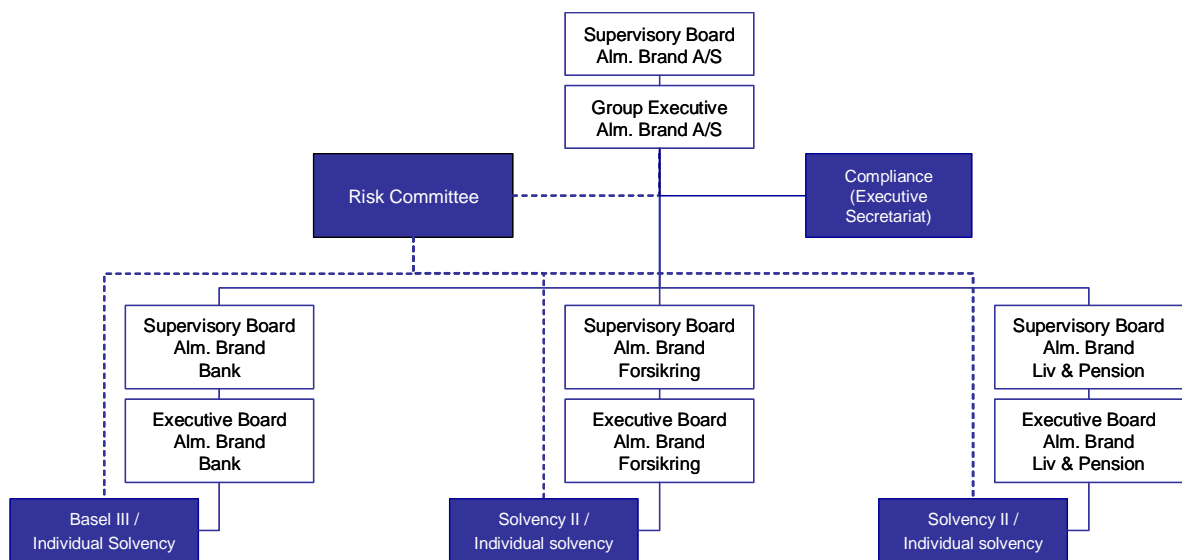 Supervisory Board
Alm. Brand A/S
Group Executive
Alm. Brand A/S
Risk Committee
Compliance
(Executive
Secretariat)
Supervisory Board
Alm. Brand
Bank
Supervisory Board
Alm. Brand
Forsikring
Supervisory Board
Alm. Brand
Liv & Pension
Executive Board
Alm. Brand
Bank
Executive Board
Alm. Brand
Forsikring
Executive Board
Alm. Brand
Liv & Pension
Basel III /
Individual Solvency
Solvency II /
Individual solvency
Solvency II /
Individual solvency